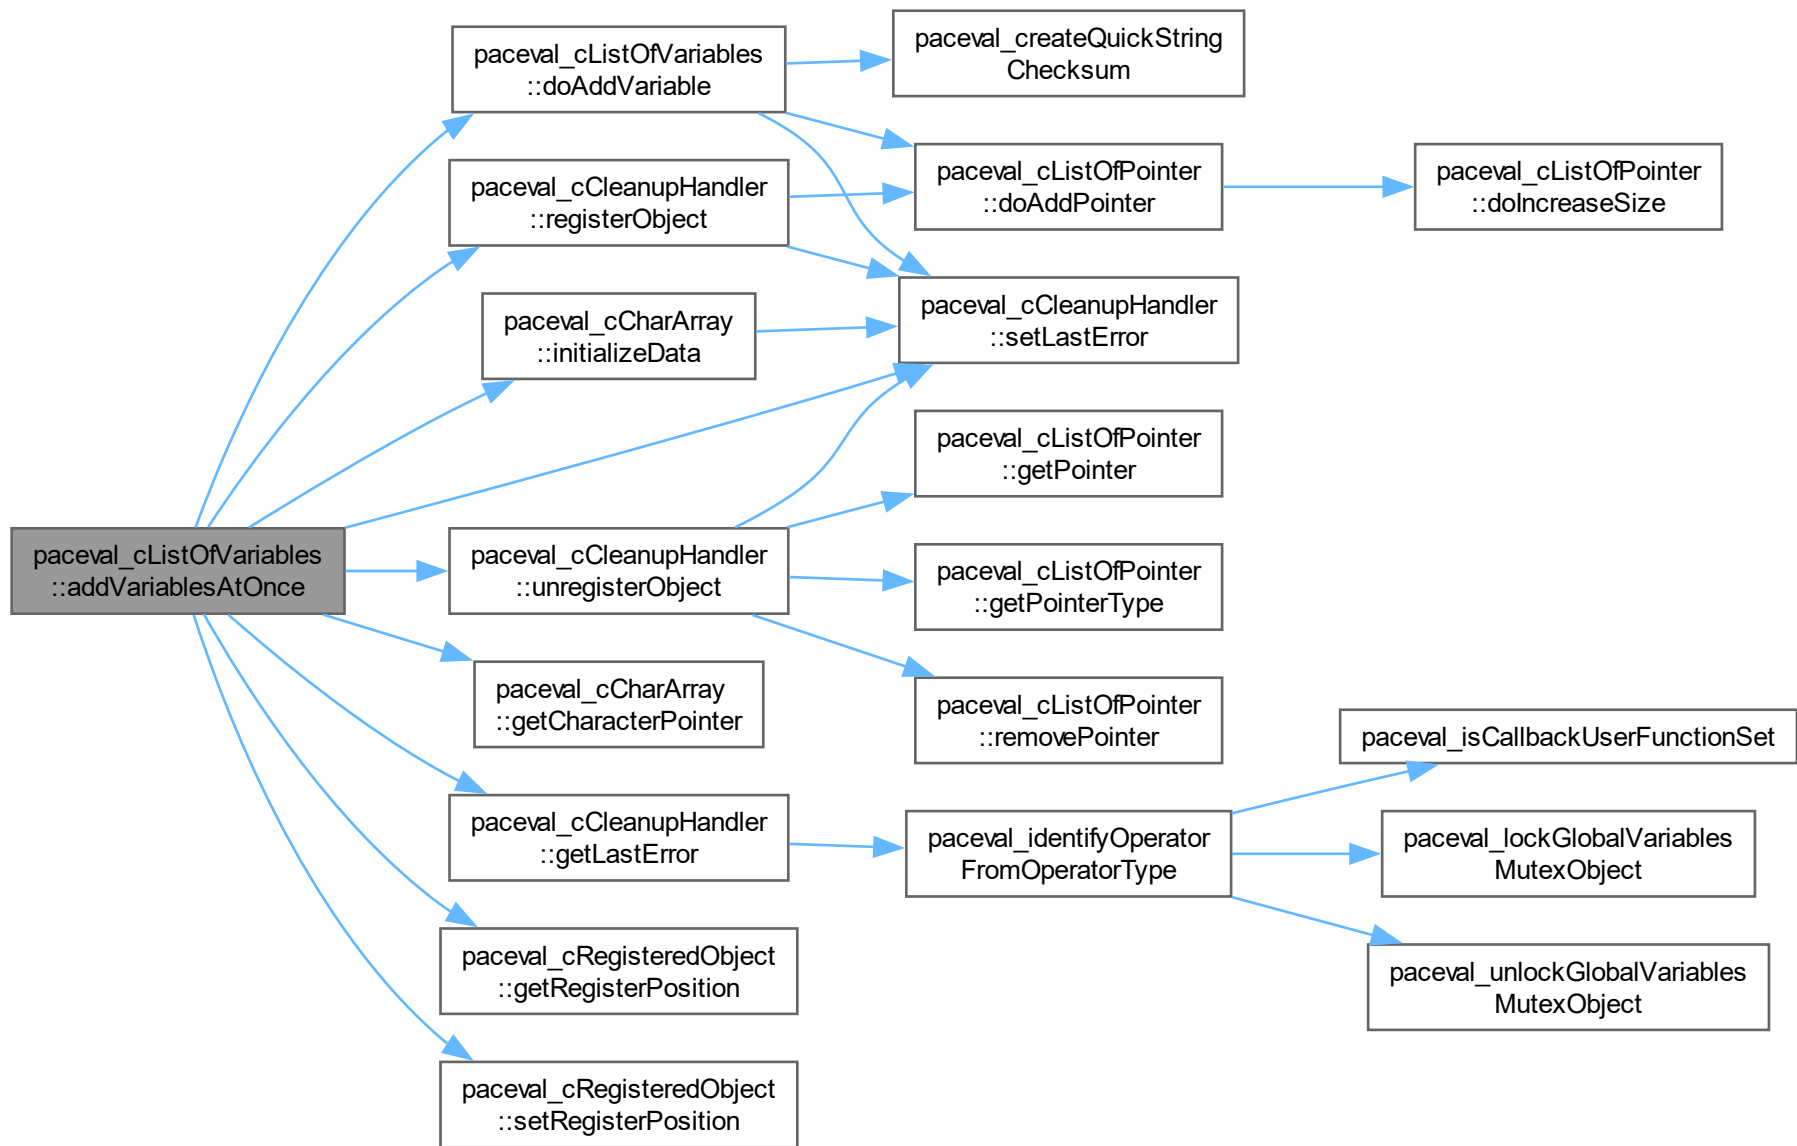 paceval_cListOfVariables
::addVariablesAtOnce
paceval_cListOfVariables
::doAddVariable
paceval_createQuickString
Checksum
paceval_cListOfPointer
::doAddPointer
paceval_cListOfPointer
::doIncreaseSize
paceval_cCleanupHandler
::registerObject
paceval_cCharArray
::initializeData
paceval_cCleanupHandler
::setLastError
paceval_cCleanupHandler
::unregisterObject
paceval_cListOfPointer
::getPointer
paceval_cListOfPointer
::getPointerType
paceval_cListOfPointer
::removePointer
paceval_cCharArray
::getCharacterPointer
paceval_cCleanupHandler
::getLastError
paceval_identifyOperator
FromOperatorType
paceval_isCallbackUserFunctionSet
paceval_lockGlobalVariables
MutexObject
paceval_unlockGlobalVariables
MutexObject
paceval_cRegisteredObject
::getRegisterPosition
paceval_cRegisteredObject
::setRegisterPosition